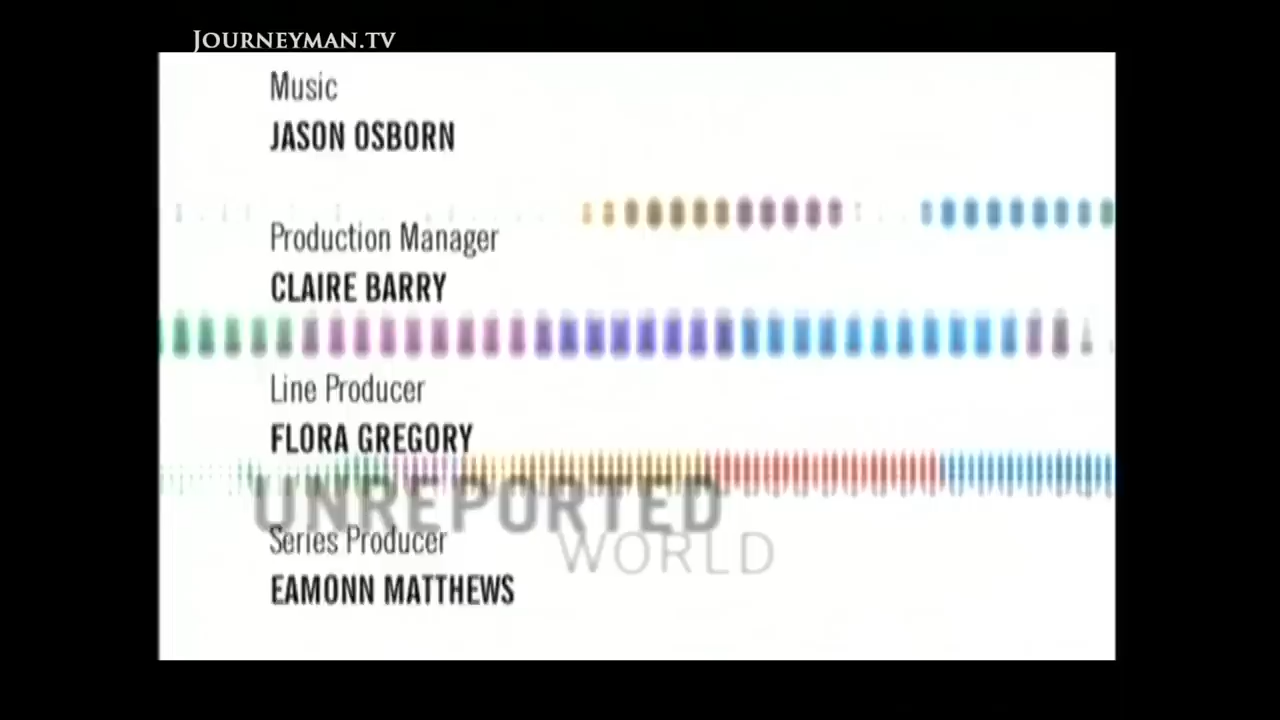 JOURNEYMAN.TV
Music
JASON OSBORN
Production Manager
CLAIRE BARRY
Line Producer
FLORA GREGORY
UNREPORTED
WORLD
Series Producer
EAMONN MATTHEWS